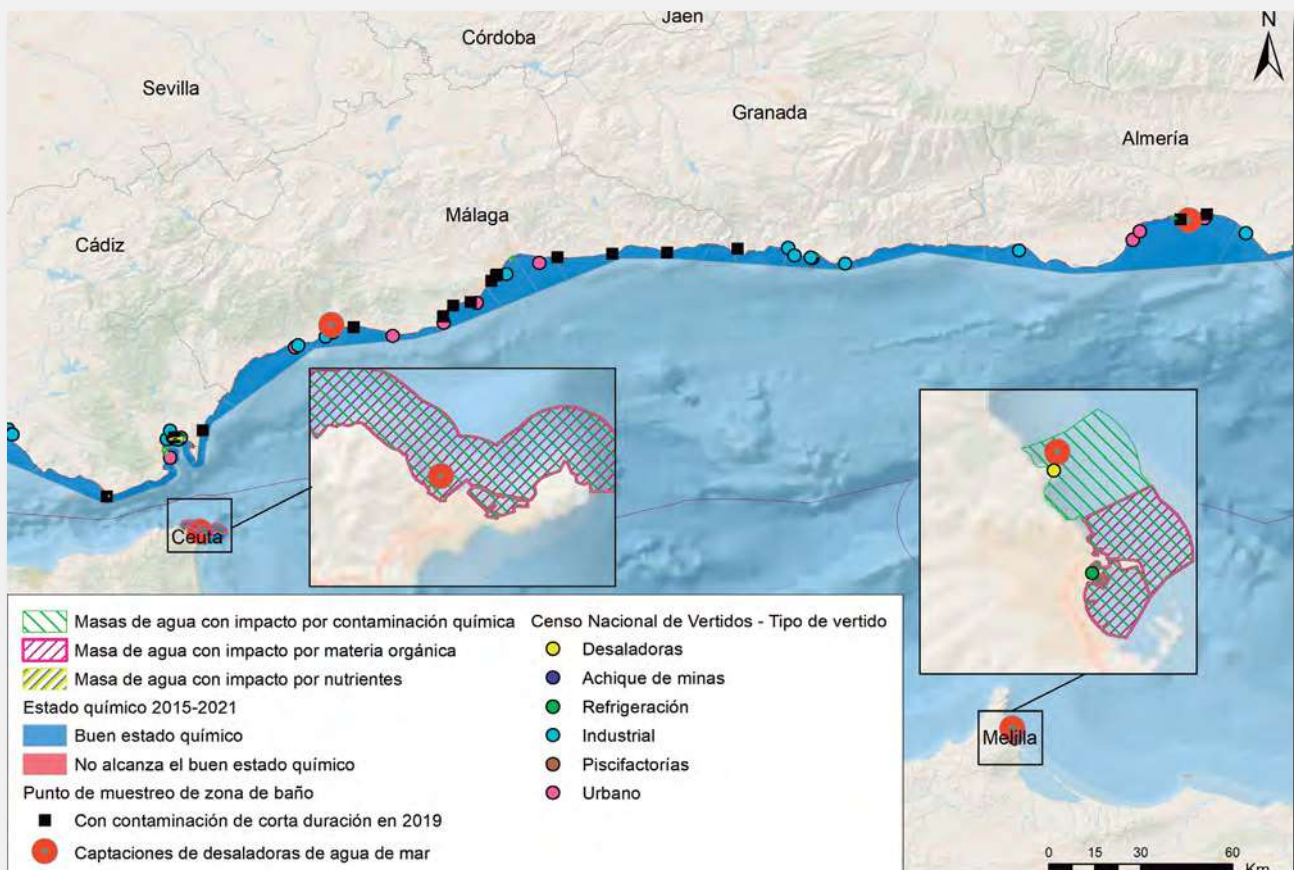 Jaen
Córdoba
N
Sevilla
Granada
Almería
Málaga
Cádiz
Ceuta
Melilla
Masas de agua con impacto por contaminación química
Masa de agua con impacto por materia orgánica
Masa de agua con impacto por nutrientes
Estado químico 2015-2021
Buen estado químico
No alcanza el buen estado químico
Punto de muestreo de zona de baño
Con contaminación de corta duración en 2019
Captaciones de desaladoras de agua de mar
Censo Nacional de Vertidos - Tipo de vertido
Desaladoras
Achique de minas
Refrigeración
Industrial
Piscifactorías
Urbano
0 15 30 60
Km